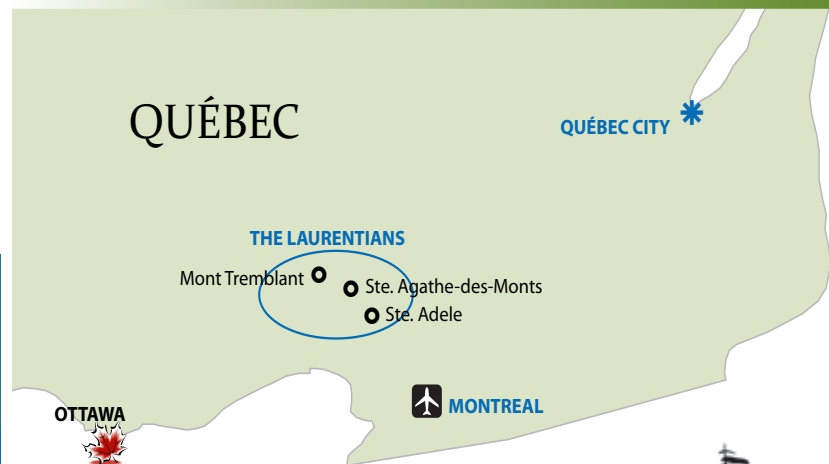 QUÉBEC
QUÉBEC CITY
THE LAURENTIANS
Mont Tremblant
Ste. Agathe-des-Monts
Ste. Adele
MONTREAL
OTTAWA